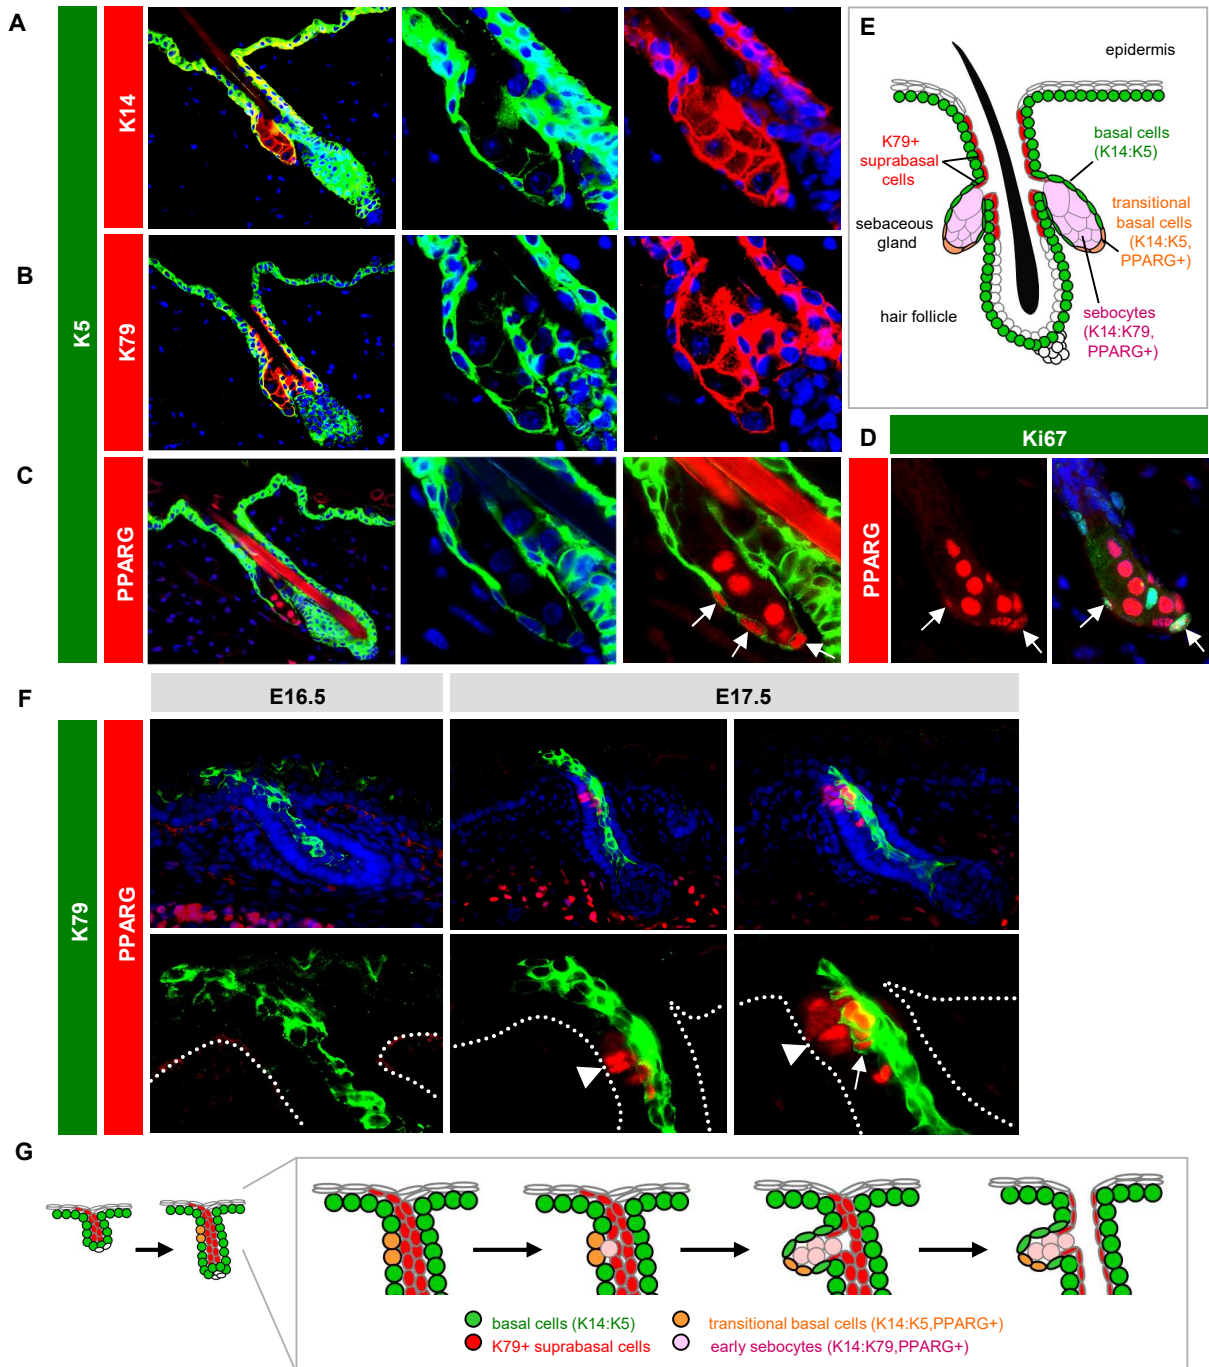 A
K5
K14
B
K79
C
PPARG
E
epidermis
K79+
suprabasal
cells
basal cells
(K14:K5)
sebaceous
gland
transitional
basal cells
(K14:K5,
PPARG+)
hair follicle
sebocytes
(K14:K79,
PPARG+)
D
Ki67
PPARG
F
E16.5
E17.5
K79
PPARG
G
basal cells (K14:K5)
transitional basal cells (K14:K5,PPARG+)
K79+ suprabasal cells
early sebocytes (K14:K79,PPARG+)